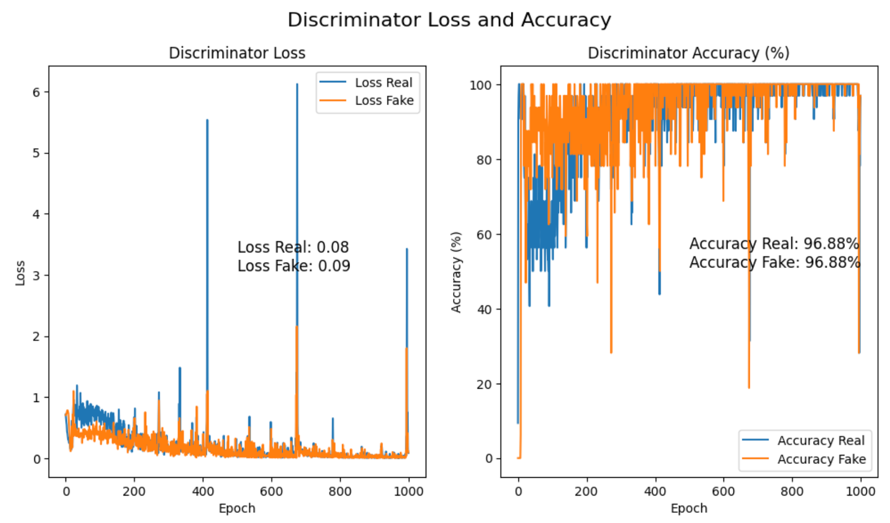 Discriminator Loss and Accuracy
Discriminator Loss
Loss Real
Loss Fake
Loss Real: 0.08
Loss Fake: 0.09
Loss
6
5
4
3
2
1
0
0 200 400 600 800 1000
Epoch
Discriminator Accuracy (%)
Accuracy Real: 96.88%
Accuracy Fake: 96.88%
Accuracy Real
Accuracy Fake
Accuracy (%)
100
80
60
40
20
0
0 200 400 600 800 1000
Epoch